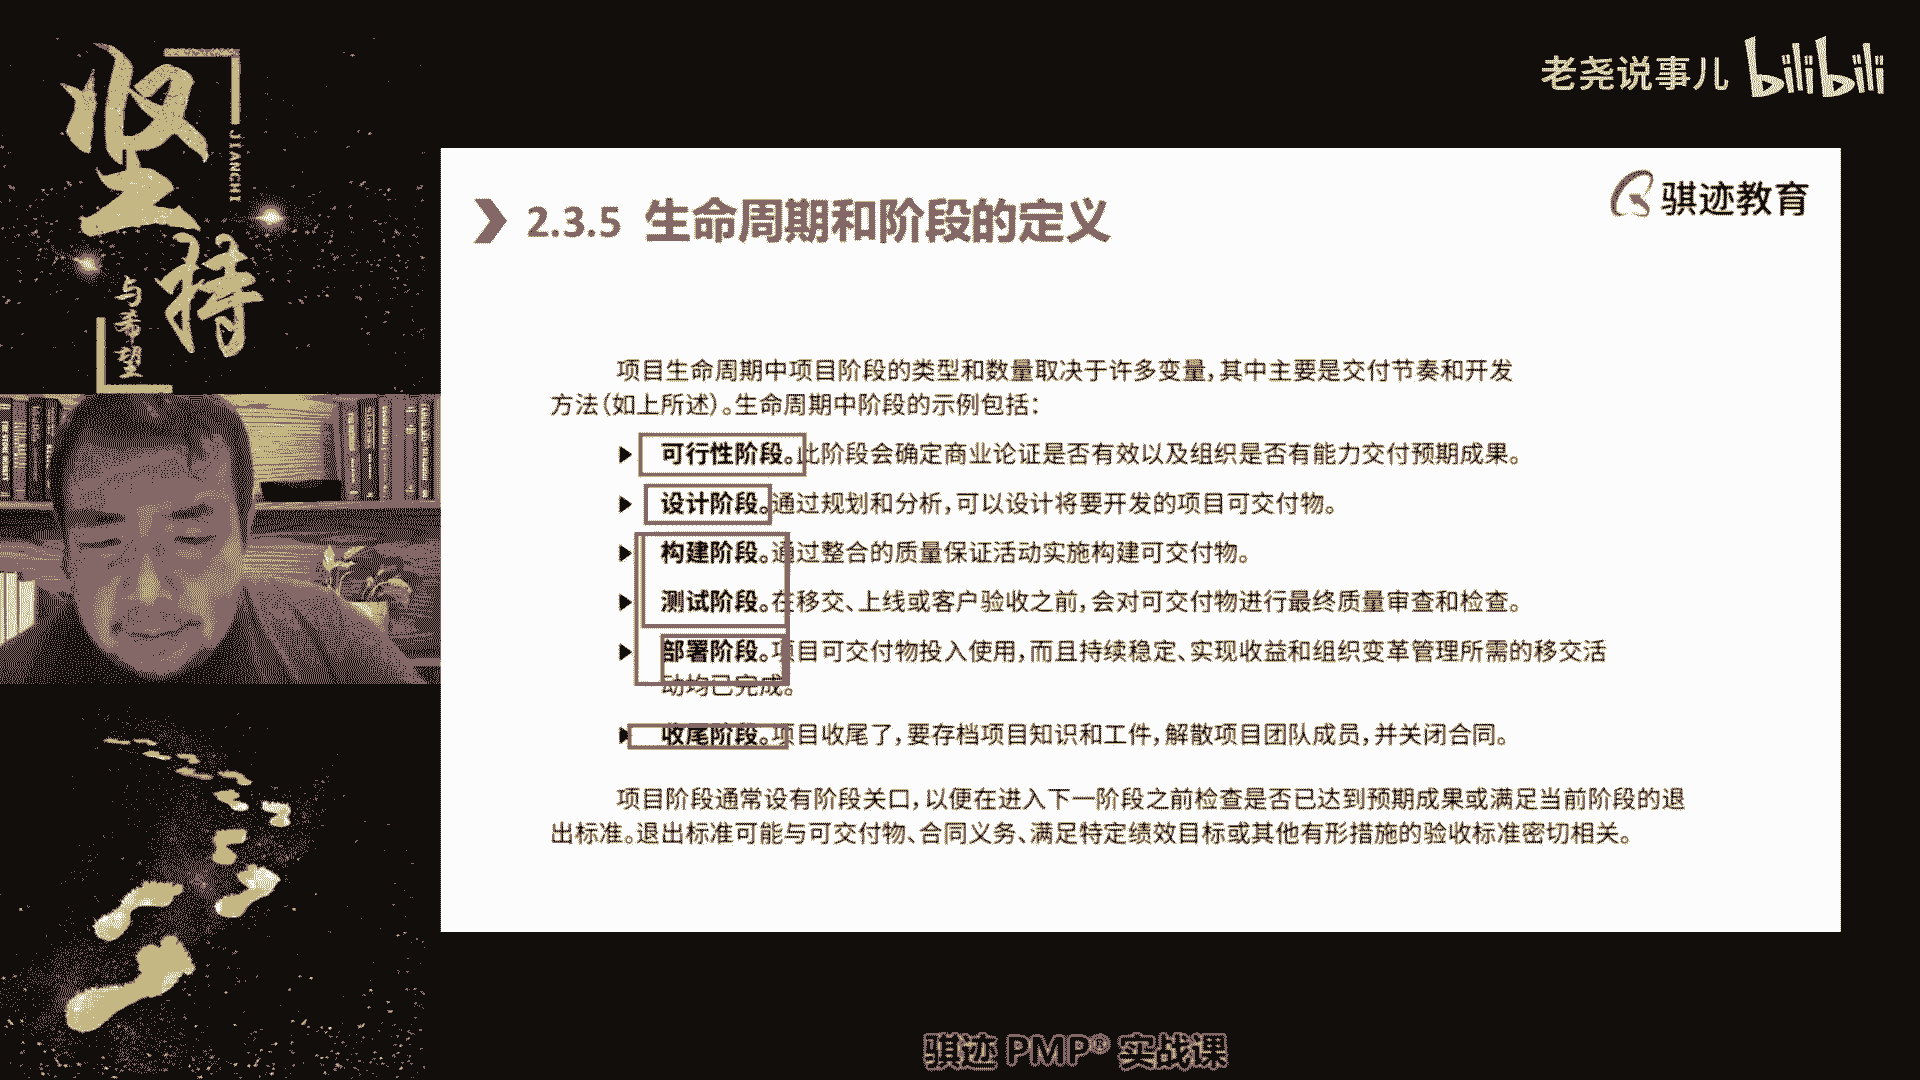 坚持
JIANCHI
与希望
老尧说事儿 bilibili
骐迹教育
2.3.5 生命周期和阶段的定义
项目生命周期中项目阶段的类型和数量取决于许多变量，其中主要是交付节奏和开发
方法（如上所述）。生命周期中阶段的示例包括：
可行性阶段。此阶段会确定商业论证是否有效以及组织是否有能力交付预期成果。
设计阶段。通过规划和分析，可以设计将要开发的项目可交付物。
构建阶段。通过整合的质量保证活动实施构建可交付物。
测试阶段。在移交、上线或客户验收之前，会对可交付物进行最终质量审查和检查。
部署阶段。项目可交付物投入使用，而且持续稳定、实现收益和组织变革管理所需的移交活
动均已完成。
收尾阶段。项目收尾了，要存档项目知识和工件，解散项目团队成员，并关闭合同。
项目阶段通常设有阶段关口，以便在进入下一阶段之前检查是否已达到预期成果或满足当前阶段的退
出标准。退出标准可能与可交付物、合同义务、满足特定绩效目标或其他有形措施的验收标准密切相关。
骐迹 PMP® 实战课